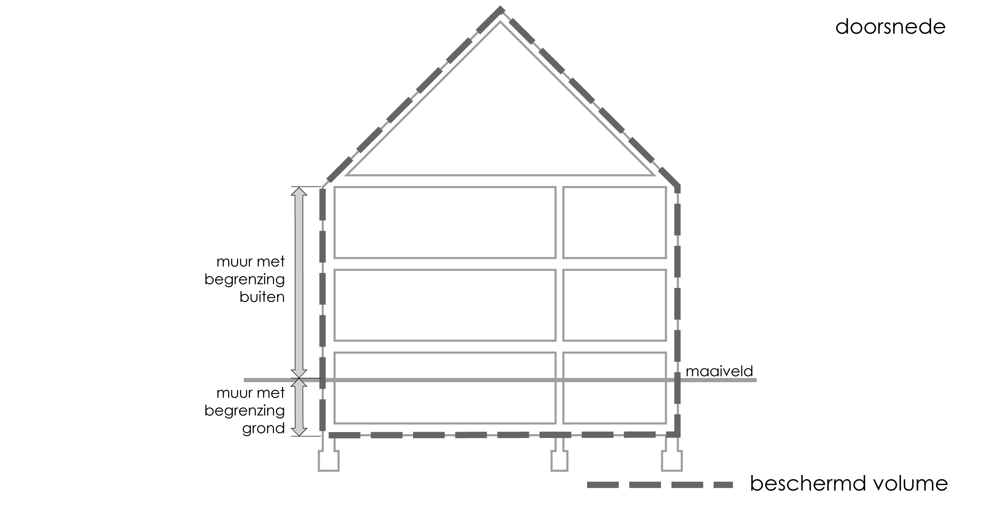 doorsnede
muur met
begrenzing
buiten
maaiveld
muur met
begrenzing
grond
beschermd volume